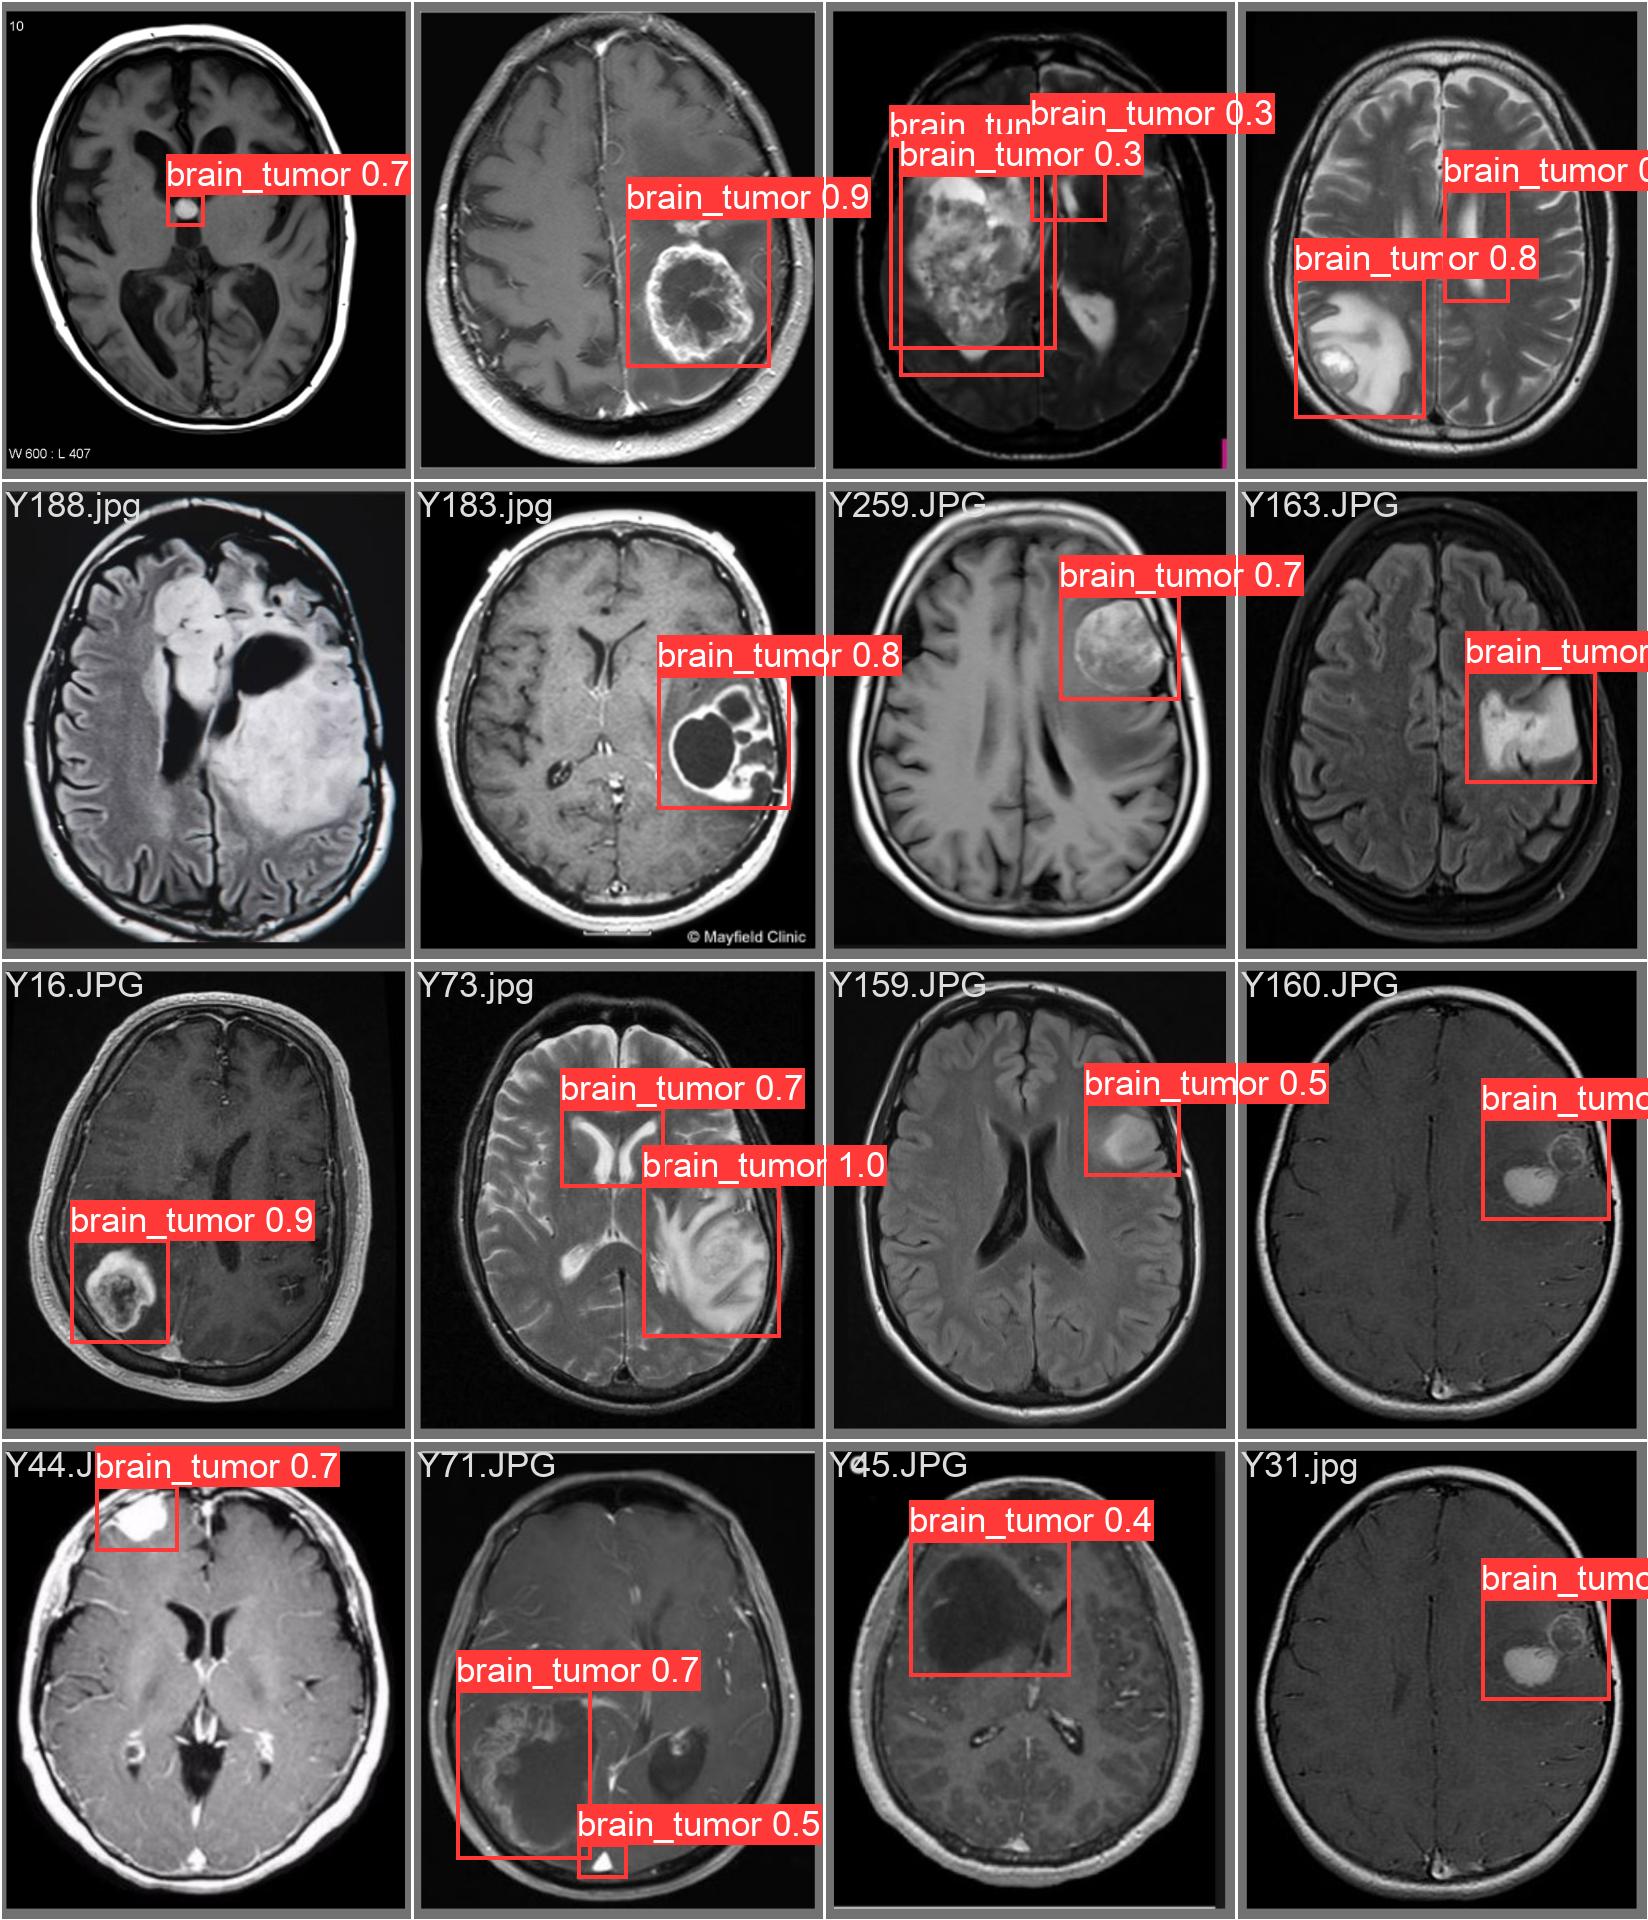 10
brain_tumor 0.7
W 600 : L 407
brain_tumor 0.9
brain_tum
brain_tumor 0.3
brain_tumor 0.3
brain_tumor 0
brain_tumor 0.8
Y188.jpg
Y183.jpg
brain_tumor 0.8
© Mayfield Clinic
Y259.JPG
brain_tumor 0.7
Y163.JPG
brain_tumor
Y16.JPG
brain_tumor 0.9
Y73.jpg
brain_tumor 0.7
brain_tumor 1.0
Y159.JPG
brain_tumor 0.5
Y160.JPG
brain_tumo
Y44.J
brain_tumor 0.7
Y71.JPG
brain_tumor 0.7
brain_tumor 0.5
Y45.JPG
brain_tumor 0.4
Y31.jpg
brain_tumo